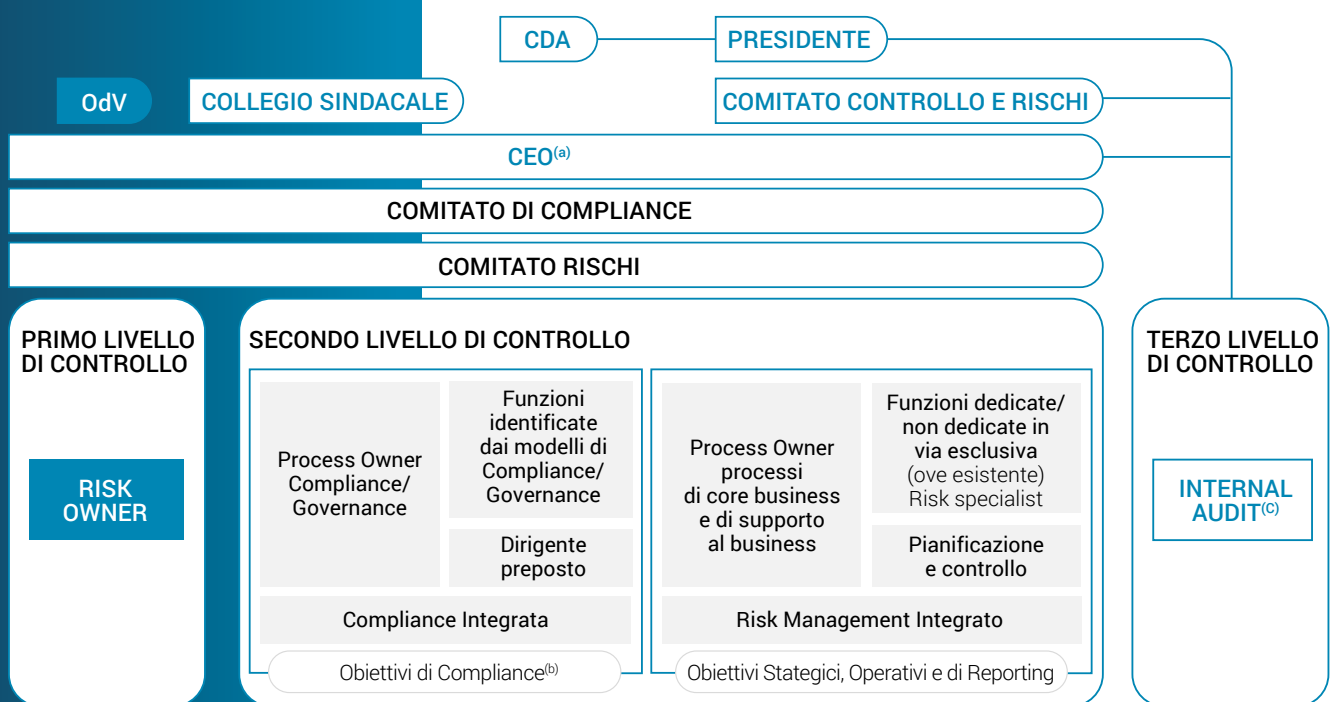 CDA
PRESIDENTE
OdV
COLLEGIO SINDACALE
COMITATO CONTROLLO E RISCHI
CEO(a)
COMITATO DI COMPLIANCE
COMITATO RISCHI
PRIMO LIVELLO
DI CONTROLLO
RISK
OWNER
SECONDO LIVELLO DI CONTROLLO
Process Owner
Compliance/
Governance
Funzioni
identificate
dai modelli di
Compliance/
Governance
Dirigente
preposto
Compliance Integrata
Obiettivi di Compliance(b)
Process Owner
processi
di core business
e di supporto
al business
Funzioni dedicate/
non dedicate in
via esclusiva
(ove esistente)
Risk specialist
Pianificazione
e controllo
Risk Management Integrato
Obiettivi Stategici, Operativi e di Reporting
TERZO LIVELLO
DI CONTROLLO
INTERNAL
AUDIT(C)